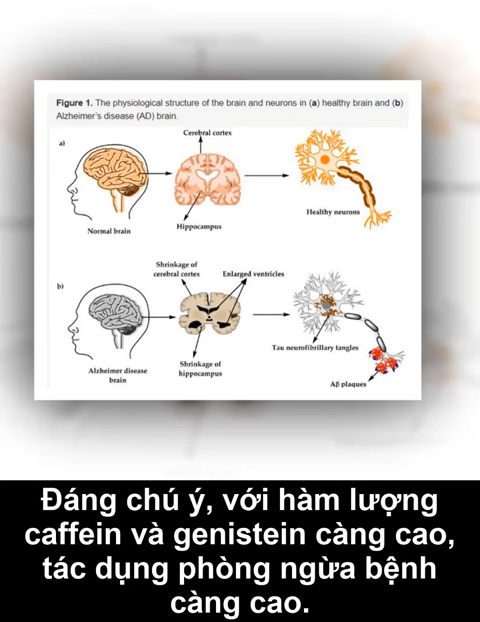 Figure 1. The physiological structure of the brain and neurons in (a) healthy brain and (b)
Alzheimer's disease (AD) brain.
a)
Cerebral cortex
Normal brain
Hippocampus
Healthy neurons
b)
Shrinkage of
cerebral cortex
Enlarged ventricles
Tau neurofibrillary tangles
Alzheimer disease
brain
Shrinkage of
hippocampus
Aβ plaques
Đáng chú ý, với hàm lượng
caffein và genistein càng cao,
tác dụng phòng ngừa bệnh
càng cao.